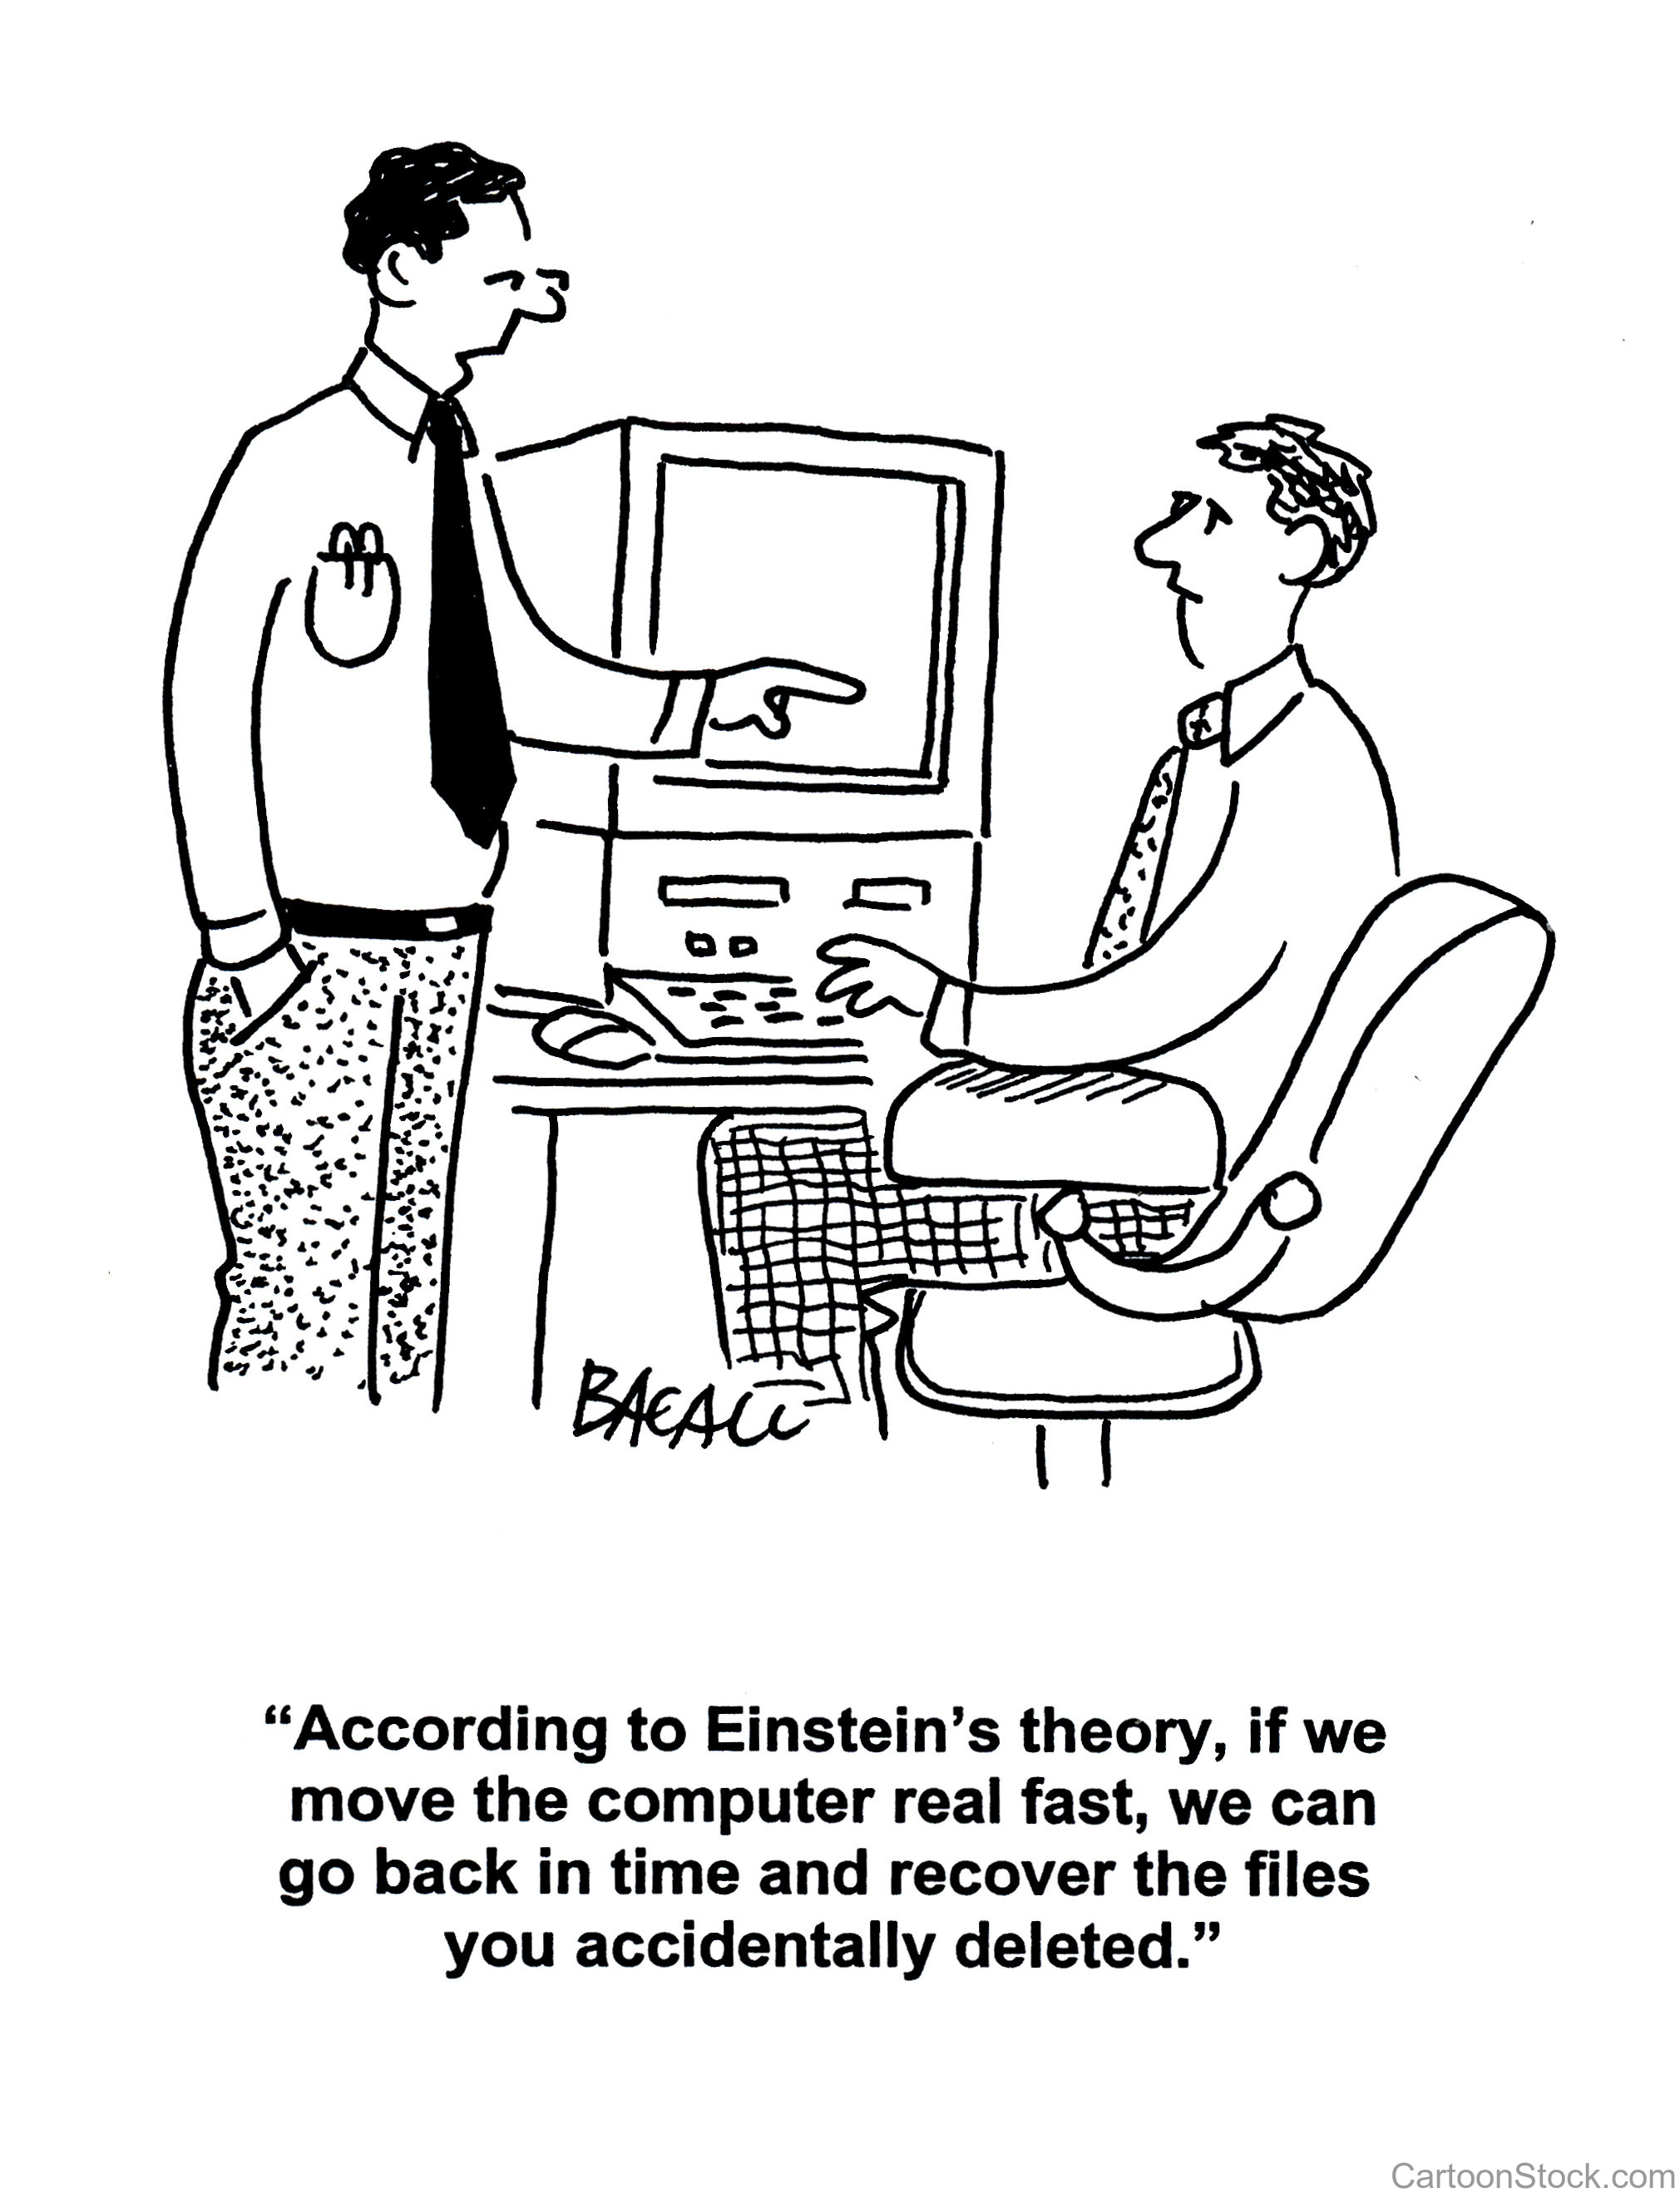 BACALL
“According to Einstein’s theory, if we
move the computer real fast, we can
go back in time and recover the files
you accidentally deleted.”
CartoonStock.com